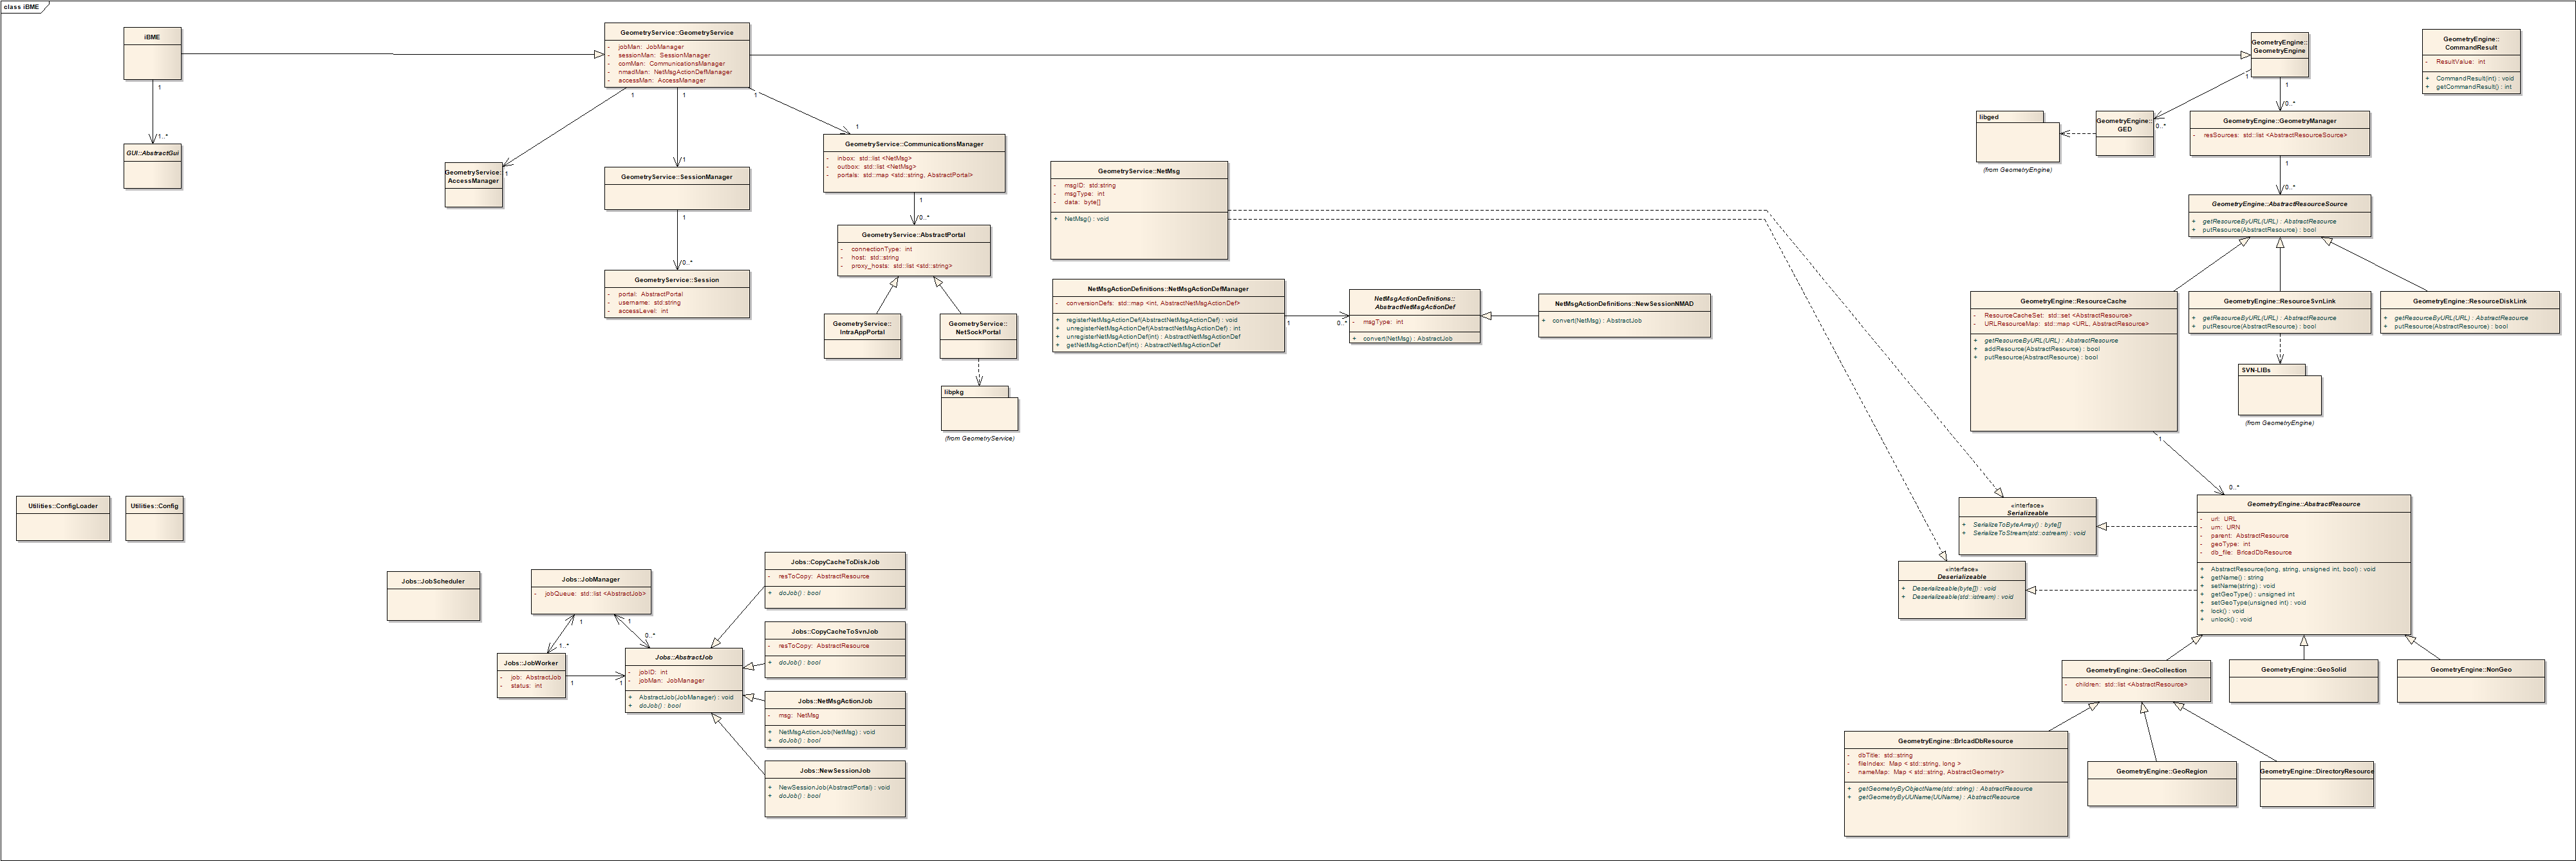 class iBME
iBME
1
1..*
GUI::AbstractGui
GeometryService::GeometryService
- jobMan: JobManager
- sessionMan: SessionManager
- comMan: CommunicationsManager
- nmadMan: NetMsgActionDefManager
- accessMan: AccessManager
1
1
1
1
GeometryService::
AccessManager
/1
GeometryService::SessionManager
1
/0..*
GeometryService::Session
- portal: AbstractPortal
- username: std:string
- accessLevel: int
1
GeometryService::CommunicationsManager
- inbox: std::list <NetMsg>
- outbox: std::list <NetMsg>
- portals: std::map <std::string, AbstractPortal>
1
/0..*
GeometryService::AbstractPortal
- connectionType: int
- host: std::string
- proxy_hosts: std::list <std::string>
GeometryService::
IntraAppPortal
GeometryService::
NetSockPortal
libpkg
(from GeometryService)
GeometryService::NetMsg
- msgID: std:string
- msgType: int
- data: byte[]
+ NetMsg() : void
NetMsgActionDefinitions::NetMsgActionDefManager
- conversionDefs: std::map <int, AbstractNetMsgActionDef>
+ registerNetMsgActionDef(AbstractNetMsgActionDef) : void
+ unregisterNetMsgActionDef(AbstractNetMsgActionDef) : int
+ unregisterNetMsgActionDef(int) : AbstractNetMsgActionDef
+ getNetMsgActionDef(int) : AbstractNetMsgActionDef
1
0..*
NetMsgActionDefinitions::
AbstractNetMsgActionDef
- msgType: int
+ convert(NetMsg) : AbstractJob
NetMsgActionDefinitions::NewSessionNMAD
+ convert(NetMsg) : AbstractJob
GeometryEngine::
GeometryEngine
1
1
GeometryEngine::
CommandResult
- ResultValue: int
+ CommandResult(int) : void
+ getCommandResult() : int
libged
(from GeometryEngine)
GeometryEngine::
GED
0..*
/0..*
GeometryEngine::GeometryManager
- resSources: std::list <AbstractResourceSource>
1
/0..*
GeometryEngine::AbstractResourceSource
+ getResourceByURL(URL) : AbstractResource
+ putResource(AbstractResource) : bool
GeometryEngine::ResourceCache
- ResourceCacheSet: std::set <AbstractResource>
- URLResourceMap: std::map <URL, AbstractResource>
+ getResourceByURL(URL) : AbstractResource
+ addResource(AbstractResource) : bool
+ putResource(AbstractResource) : bool
1
0..*
GeometryEngine::ResourceSvnLink
+ getResourceByURL(URL) : AbstractResource
+ putResource(AbstractResource) : bool
GeometryEngine::ResourceDiskLink
+ getResourceByURL(URL) : AbstractResource
+ putResource(AbstractResource) : bool
SVN-LIBs
(from GeometryEngine)
«interface»
Serializeable
+ SerializeToByteArray() : byte[]
+ SerializeToStream(std::ostream) : void
«interface»
Deserializeable
+ Deserializeable(byte[]) : void
+ Deserializeable(std::istream) : void
GeometryEngine::AbstractResource
- url: URL
- urn: URN
- parent: AbstractResource
- geoType: int
- db_file: BrlcadDbResource
+ AbstractResource(long, string, unsigned int, bool) : void
+ getName() : string
+ setName(string) : void
+ getGeoType() : unsigned int
+ setGeoType(unsigned int) : void
+ lock() : void
+ unlock() : void
GeometryEngine::GeoCollection
- children: std::list <AbstractResource>
GeometryEngine::GeoSolid
GeometryEngine::NonGeo
GeometryEngine::BrlcadDbResource
- dbTitle: std::string
- fileIndex: Map < std::string, long >
- nameMap: Map < std::string, AbstractGeometry>
+ getGeometryByObjectName(std::string) : AbstractResource
+ getGeometryByUUName(UUName) : AbstractResource
GeometryEngine::GeoRegion
GeometryEngine::DirectoryResource
Utilities::ConfigLoader
Utilities::Config
Jobs::JobScheduler
Jobs::JobManager
- jobQueue: std::list <AbstractJob>
1
1
1..*
0..*
Jobs::JobWorker
- job: AbstractJob
- status: int
1
1
Jobs::AbstractJob
- jobID: int
- jobMan: JobManager
+ AbstractJob(JobManager) : void
+ doJob() : bool
Jobs::CopyCacheToDiskJob
- resToCopy: AbstractResource
+ doJob() : bool
Jobs::CopyCacheToSvnJob
- resToCopy: AbstractResource
+ doJob() : bool
Jobs::NetMsgActionJob
- msg: NetMsg
+ NetMsgActionJob(NetMsg) : void
+ doJob() : bool
Jobs::NewSessionJob
+ NewSessionJob(AbstractPortal) : void
+ doJob() : bool